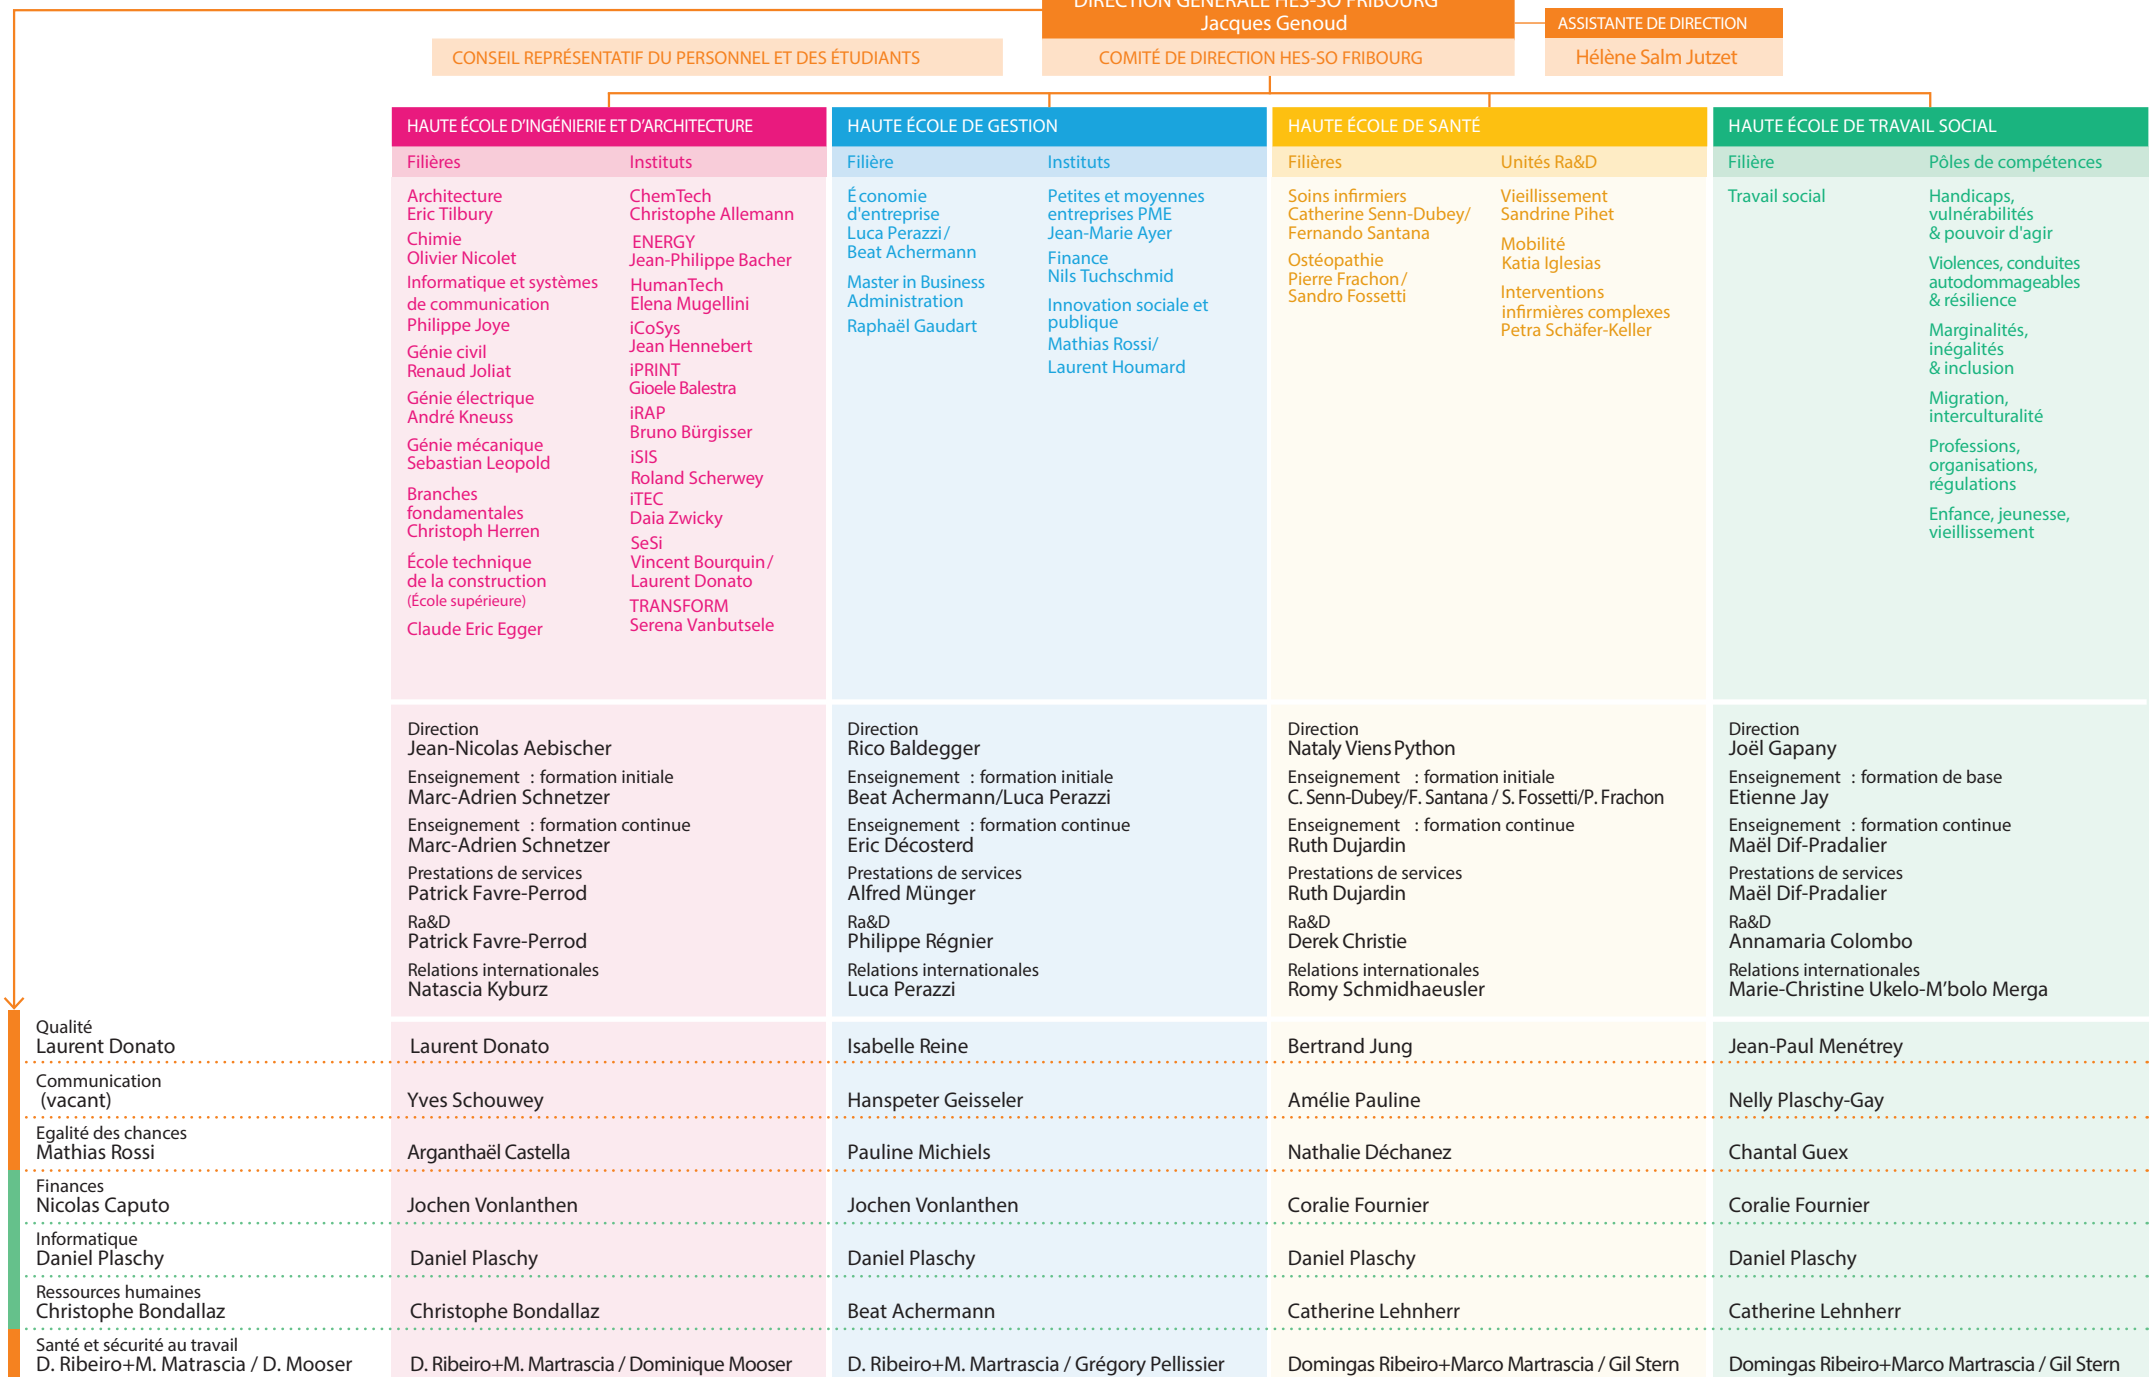 DIRECTION GÉNÉRALE HES-SO FRIBOURG
Jacques Genoud
ASSISTANTE DE DIRECTION
Hélène Salm Jutzet
CONSEIL REPRÉSENTATIF DU PERSONNEL ET DES ÉTUDIANTS
COMITÉ DE DIRECTION HES-SO FRIBOURG
HAUTE ÉCOLE D'INGÉNIERIE ET D'ARCHITECTURE
Filières
Architecture
Eric Tilbury
Chimie
Olivier Nicolet
Informatique et systèmes
de communication
Philippe Joye
Génie civil
Renaud Joliat
Génie électrique
André Kneuss
Génie mécanique
Sebastian Leopold
Branches
fondamentales
Christoph Herren
École technique
de la construction
(École supérieure)
Claude Eric Egger
Instituts
ChemTech
Christophe Allemann
ENERGY
Jean-Philippe Bacher
HumanTech
Elena Mugellini
iCoSys
Jean Hennebert
iPRINT
Gioele Balestra
iRAP
Bruno Bürgisser
iSIS
Roland Scherwey
iTEC
Daia Zwicky
SeSi
Vincent Bourquin/
Laurent Donato
TRANSFORM
Serena Vanbutsele
HAUTE ÉCOLE DE GESTION
Filière
Économie
d'entreprise
Luca Perazzi/
Beat Achermann
Master in Business
Administration
Raphaël Gaudart
Instituts
Petites et moyennes
entreprises PME
Jean-Marie Ayer
Finance
Nils Tuchschmid
Innovation sociale et
publique
Mathias Rossi/
Laurent Houmard
HAUTE ÉCOLE DE SANTÉ
Filières
Soins infirmiers
Catherine Senn-Dubey/
Fernando Santana
Ostéopathie
Pierre Frachon/
Sandro Fossetti
Unités Ra&D
Vieillissement
Sandrine Pihet
Mobilité
Katia Iglesias
Interventions
infirmières complexes
Petra Schäfer-Keller
HAUTE ÉCOLE DE TRAVAIL SOCIAL
Filière
Travail social
Pôles de compétences
Handicaps,
vulnérabilités
& pouvoir d'agir
Violences, conduites
autodommageables
& résilience
Marginalités,
inégalités
& inclusion
Migration,
interculturalité
Professions,
organisations,
régulations
Enfance, jeunesse,
vieillissement
Direction
Jean-Nicolas Aebischer
Enseignement : formation initiale
Marc-Adrien Schnetzer
Enseignement : formation continue
Marc-Adrien Schnetzer
Prestations de services
Patrick Favre-Perrod
Ra&D
Patrick Favre-Perrod
Relations internationales
Natascia Kyburz
Direction
Rico Baldegger
Enseignement : formation initiale
Beat Achermann/Luca Perazzi
Enseignement : formation continue
Eric Décosterd
Prestations de services
Alfred Münger
Ra&D
Philippe Régnier
Relations internationales
Luca Perazzi
Direction
Nataly Viens Python
Enseignement : formation initiale
C. Senn-Dubey/F. Santana / S. Fossetti/P. Frachon
Enseignement : formation continue
Ruth Dujardin
Prestations de services
Ruth Dujardin
Ra&D
Derek Christie
Relations internationales
Romy Schmidhaeusler
Direction
Joël Gapany
Enseignement : formation de base
Etienne Jay
Enseignement : formation continue
Maël Dif-Pradalier
Prestations de services
Maël Dif-Pradalier
Ra&D
Annamaria Colombo
Relations internationales
Marie-Christine Ukelo-M'bolo Merga
Qualité
Laurent Donato
Laurent Donato
Isabelle Reine
Bertrand Jung
Jean-Paul Menétrey
Communication
(vacant)
Yves Schouwey
Hanspeter Geisseler
Amélie Pauline
Nelly Plaschy-Gay
Egalité des chances
Mathias Rossi
Arganthaël Castella
Pauline Michiels
Nathalie Déchanez
Chantal Guex
Finances
Nicolas Caputo
Jochen Vonlanthen
Jochen Vonlanthen
Coralie Fournier
Coralie Fournier
Informatique
Daniel Plaschy
Daniel Plaschy
Daniel Plaschy
Daniel Plaschy
Daniel Plaschy
Ressources humaines
Christophe Bondallaz
Christophe Bondallaz
Beat Achermann
Catherine Lehnherr
Catherine Lehnherr
Santé et sécurité au travail
D. Ribeiro+M. Matrascia / D. Mooser
D. Ribeiro+M. Martrascia / Dominique Mooser
D. Ribeiro+M. Martrascia / Grégory Pellissier
Domingas Ribeiro+Marco Martrascia / Gil Stern
Domingas Ribeiro+Marco Martrascia / Gil Stern